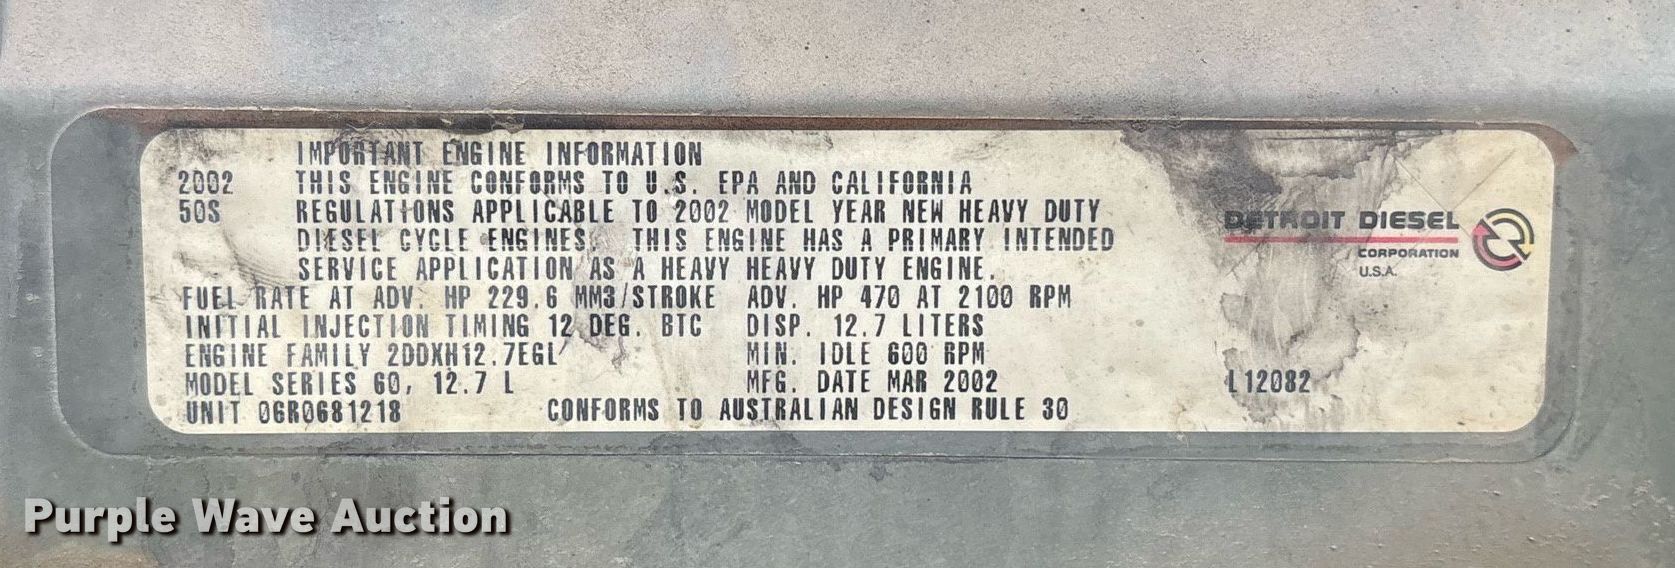 IMPORTANT ENGINE INFORMATION
2002 THIS ENGINE CONFORMS TO U.S. EPA AND CALIFORNIA
50S REGULATIONS APPLICABLE TO 2002 MODEL YEAR NEW HEAVY DUTY
DIESEL CYCLE ENGINES. THIS ENGINE HAS A PRIMARY INTENDED
SERVICE APPLICATION AS A HEAVY HEAVY DUTY ENGINE.
FUEL RATE AT ADV. HP 229.6 MM3/STROKE ADV. HP 470 AT 2100 RPM
INITIAL INJECTION TIMING 12 DEG. BTC DISP. 12.7 LITERS
ENGINE FAMILY 2DDXH12.7EGL MIN. IDLE 600 RPM
MODEL SERIES 60, 12.7 L MFG. DATE MAR 2002
UNIT 06R0681218 CONFORMS TO AUSTRALIAN DESIGN RULE 30
DETROIT DIESEL
CORPORATION
U.S.A.
L12082
Purple Wave Auction